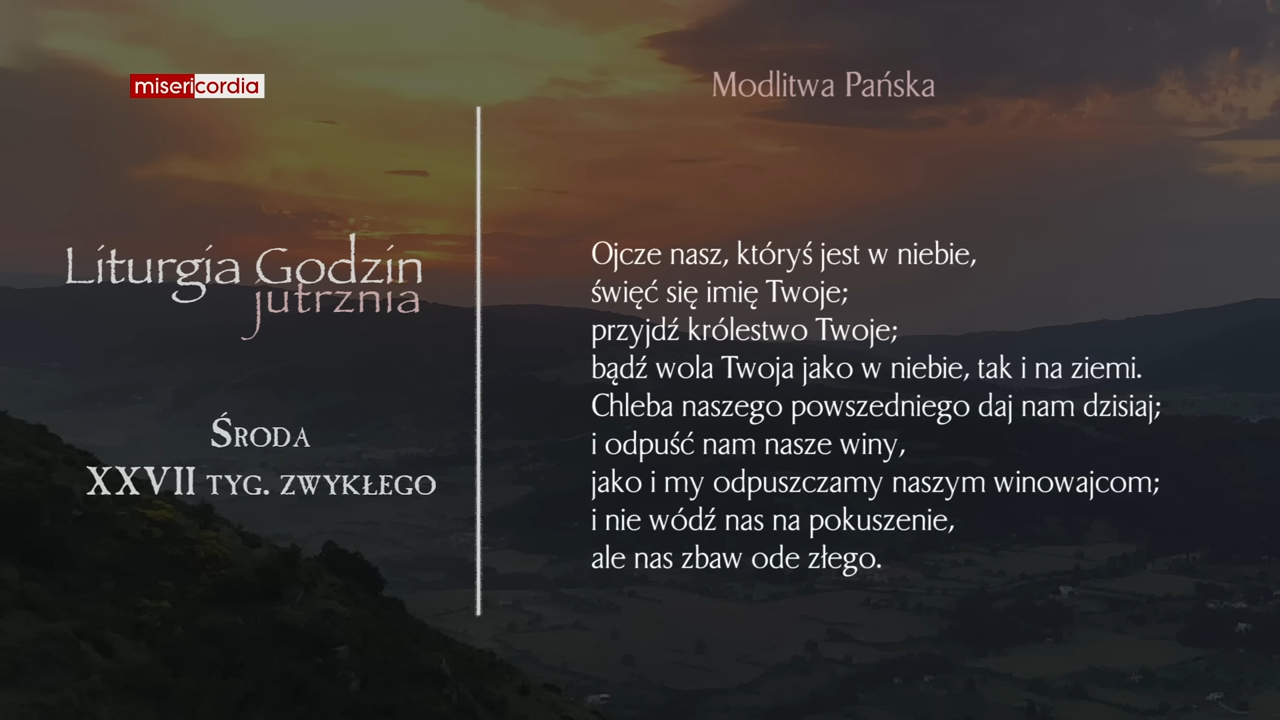 misericordia
Liturgia Godzin
jutrznia
Środa
XXVII tyg. zwykłego
Modlitwa Pańska
Ojcze nasz, któryś jest w niebie,
święć się imię Twoje;
przyjdź królestwo Twoje;
bądź wola Twoja jako w niebie, tak i na ziemi.
Chleba naszego powszedniego daj nam dzisiaj;
i odpuść nam nasze winy,
jako i my odpuszczamy naszym winowajcom;
i nie wódź nas na pokuszenie,
ale nas zbaw ode złego.